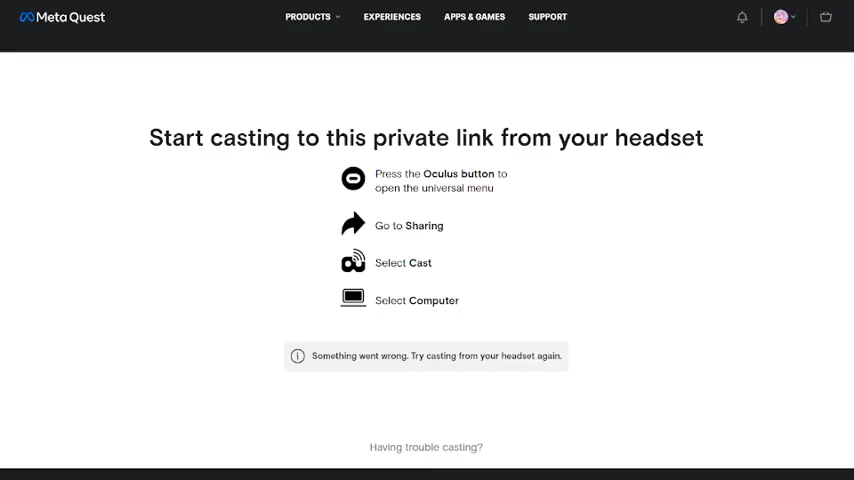 Meta Quest
PRODUCTS EXPERIENCES APPS & GAMES SUPPORT
Start casting to this private link from your headset
Press the Oculus button to
open the universal menu
Go to Sharing
Select Cast
Select Computer
Something went wrong. Try casting from your headset again.
Having trouble casting?